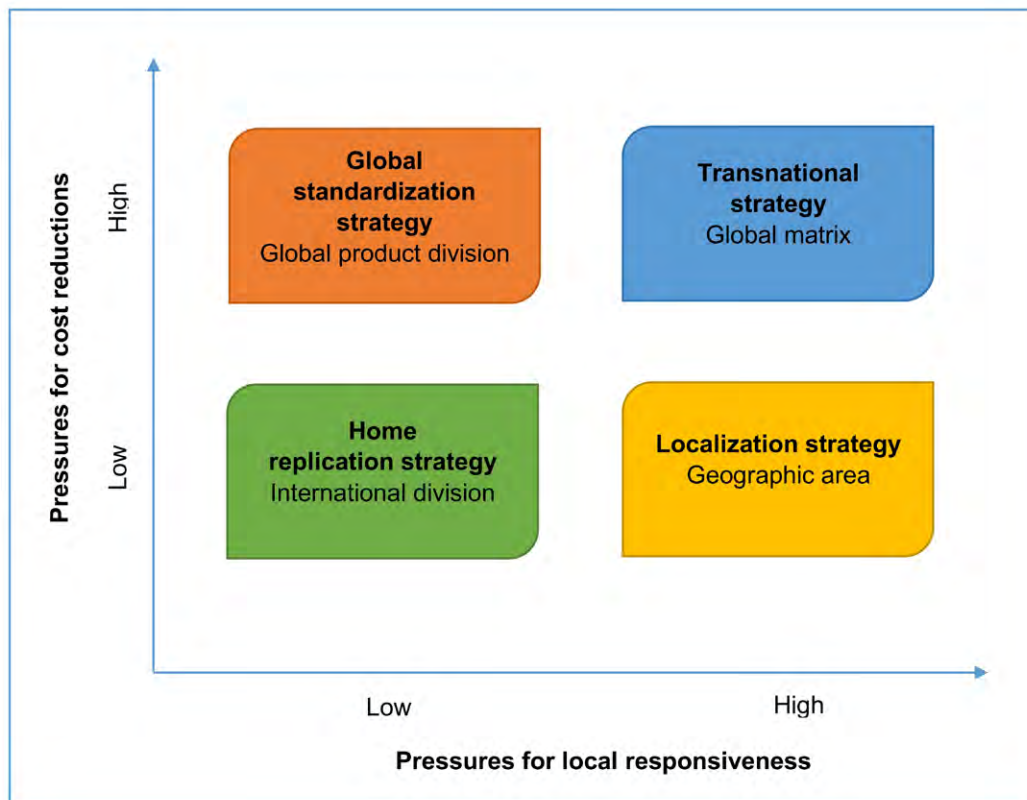 Pressures for cost reductions
High
Low
Global
standardization
strategy
Global product division
Transnational
strategy
Global matrix
Home
replication strategy
International division
Localization strategy
Geographic area
Low
High
Pressures for local responsiveness